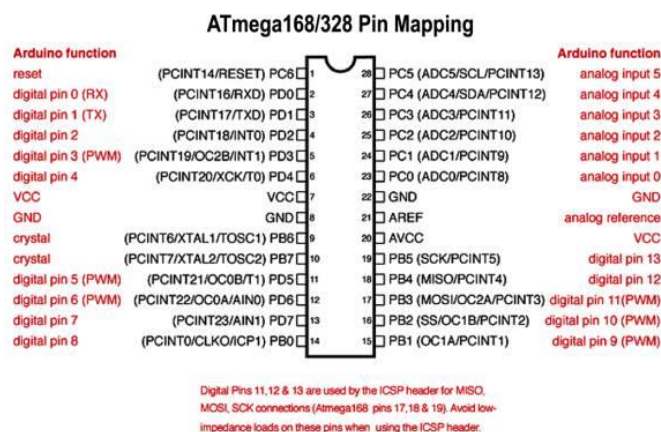 ATmega168/328 Pin Mapping
Arduino function Arduino function
reset (PCINT14/RESET) PC6 1 28 PC5 (ADC5/SCL/PCINT13) analog input 5
digital pin 0 (RX) (PCINT16/RXD) PD0 2 27 PC4 (ADC4/SDA/PCINT12) analog input 4
digital pin 1 (TX) (PCINT17/TXD) PD1 3 26 PC3 (ADC3/PCINT11) analog input 3
digital pin 2 (PCINT18/INT0) PD2 4 25 PC2 (ADC2/PCINT10) analog input 2
digital pin 3 (PWM) (PCINT19/OC2B/INT1) PD3 5 24 PC1 (ADC1/PCINT9) analog input 1
digital pin 4 (PCINT20/XCK/T0) PD4 6 23 PC0 (ADC0/PCINT8) analog input 0
VCC VCC 7 22 GND GND
GND GND 8 21 AREF analog reference
crystal (PCINT6/XTAL1/TOSC1) PB6 9 20 AVCC VCC
crystal (PCINT7/XTAL2/TOSC2) PB7 10 19 PB5 (SCK/PCINT5) digital pin 13
digital pin 5 (PWM) (PCINT21/OC0B/T1) PD5 11 18 PB4 (MISO/PCINT4) digital pin 12
digital pin 6 (PWM) (PCINT22/OC0A/AIN0) PD6 12 17 PB3 (MOSI/OC2A/PCINT3) digital pin 11(PWM)
digital pin 7 (PCINT23/AIN1) PD7 13 16 PB2 (SS/OC1B/PCINT2) digital pin 10 (PWM)
digital pin 8 (PCINT0/CLKO/ICP1) PB0 14 15 PB1 (OC1A/PCINT1) digital pin 9 (PWM)
Digital Pins 11,12 & 13 are used by the ICSP header for MISO,
MOSI, SCK connections (Atmega168 pins 17,18 & 19). Avoid low-
impedance loads on these pins when using the ICSP header.